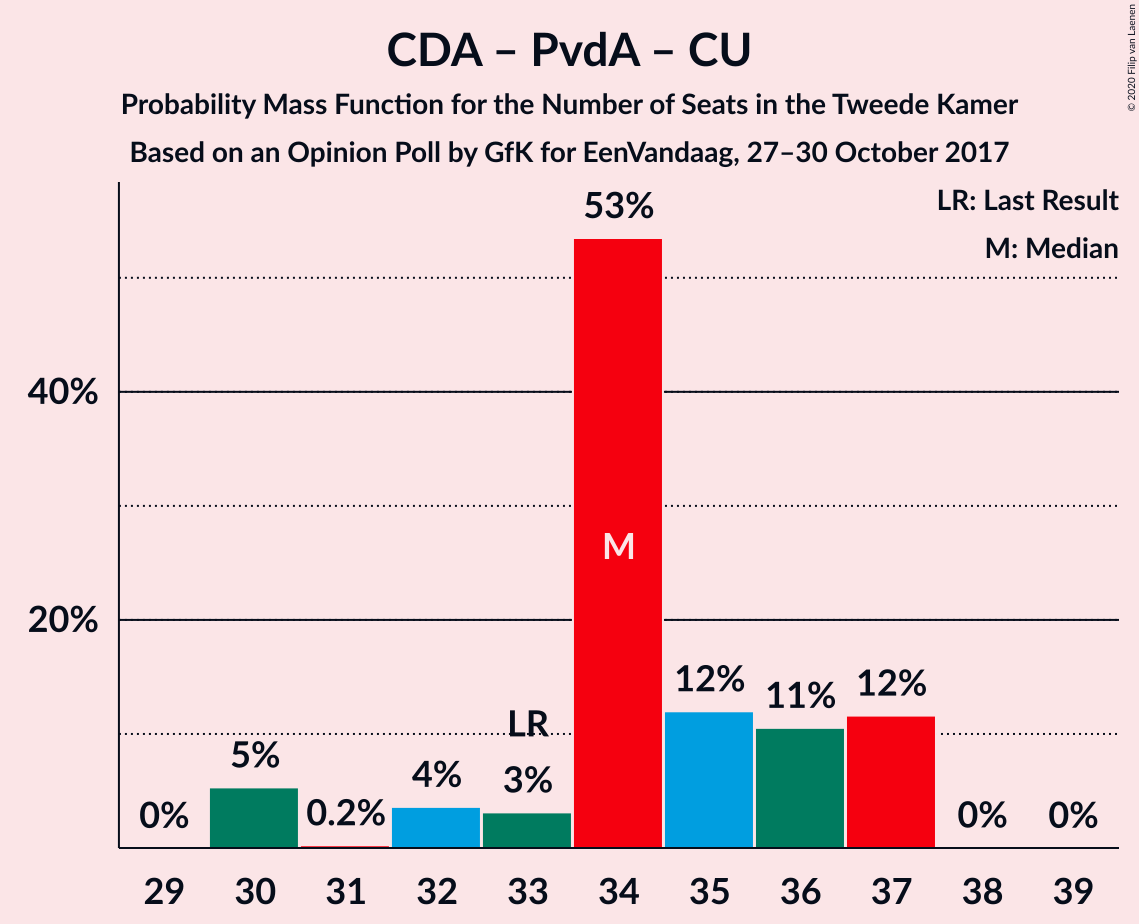 CDA – PvdA – CU
Probability Mass Function for the Number of Seats in the Tweede Kamer
Based on an Opinion Poll by GfK for EenVandaag, 27–30 October 2017
© 2020 Filip van Laenen
LR: Last Result
M: Median
53%
40%
M
20%
12%
11%
12%
LR
5%
4%
3%
0%
0.2%
0%
0%
29 30 31 32 33 34 35 36 37 38 39